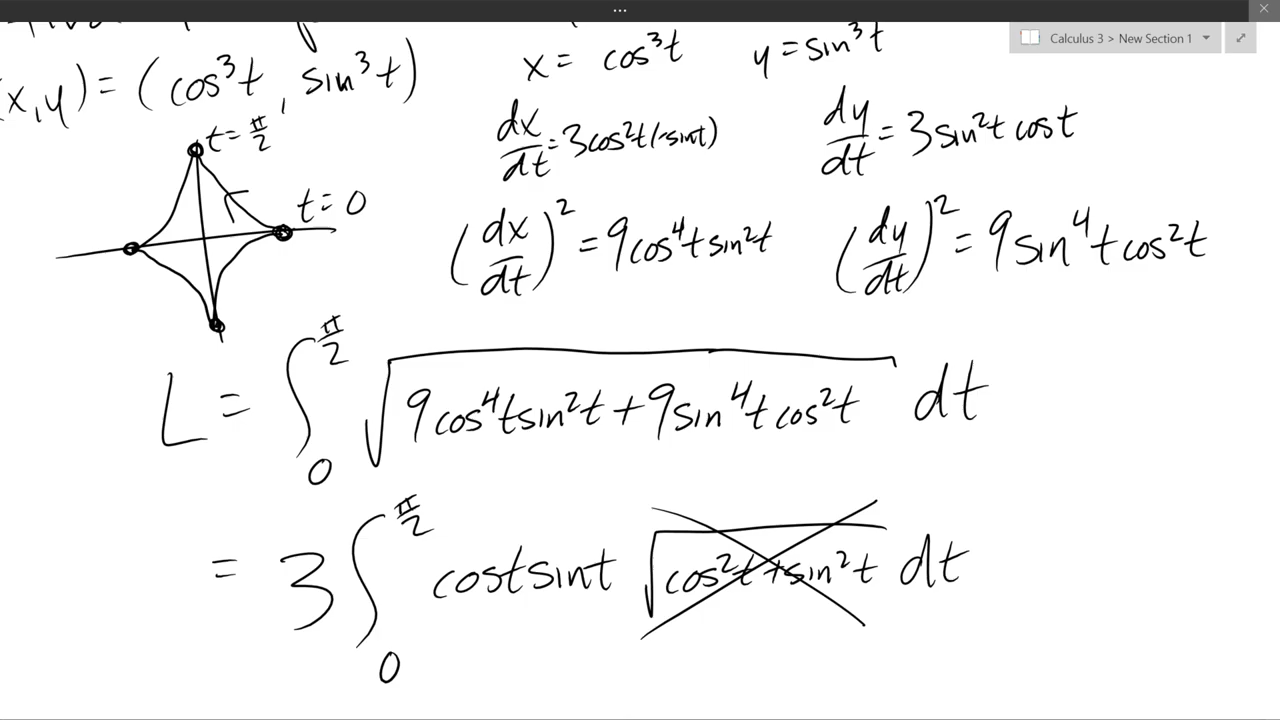 ...
Calculus 3 > New Section 1
x,y) = (cos³t, sin³t)
x = cos³t y = sin³t
t = π/2
dx/dt = 3cos²t(-sint) dy/dt = 3sin²t cost
t = 0
(dx/dt)² = 9cos⁴t sin²t (dy/dt)² = 9sin⁴t cos²t
L = ∫₀^(π/2) √(9cos⁴t sin²t + 9sin⁴t cos²t) dt
= 3 ∫₀^(π/2) cost sint √(cos²t + sin²t) dt